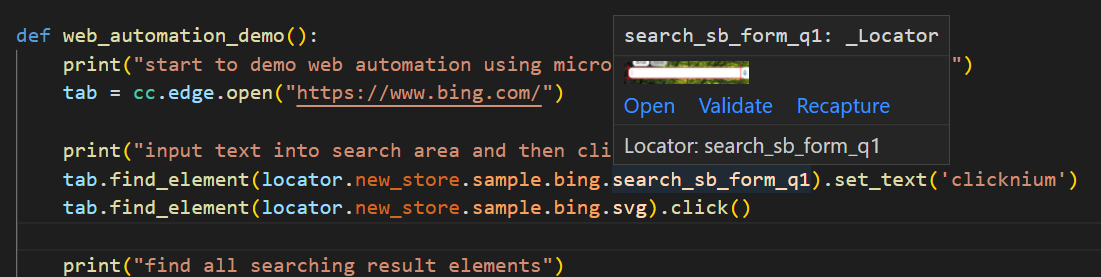 def web_automation_demo():
print("start to demo web automation using micro ")
tab = cc.edge.open("https://www.bing.com/")
print("input text into search area and then cli
tab.find_element(locator.new_store.sample.bing.search_sb_form_q1).set_text('clicknium')
tab.find_element(locator.new_store.sample.bing.svg).click()
print("find all searching result elements")
search_sb_form_q1: _Locator
Open Validate Recapture
Locator: search_sb_form_q1